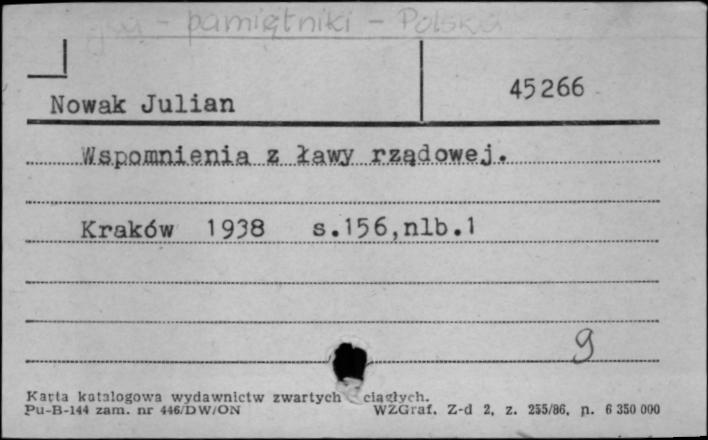 - pamiętniki - Polska
45266
Nowak Julian
Wspomnienia z ławy rządowej.
Kraków 1938 s.156,nlb.1
9
Karta katalogowa wydawnictw zwartych ciągłych.
Pu-B-144 zam. nr 446/DW/ON WZGraf. Z-d 2, z. 255/86, n. 6 350 000